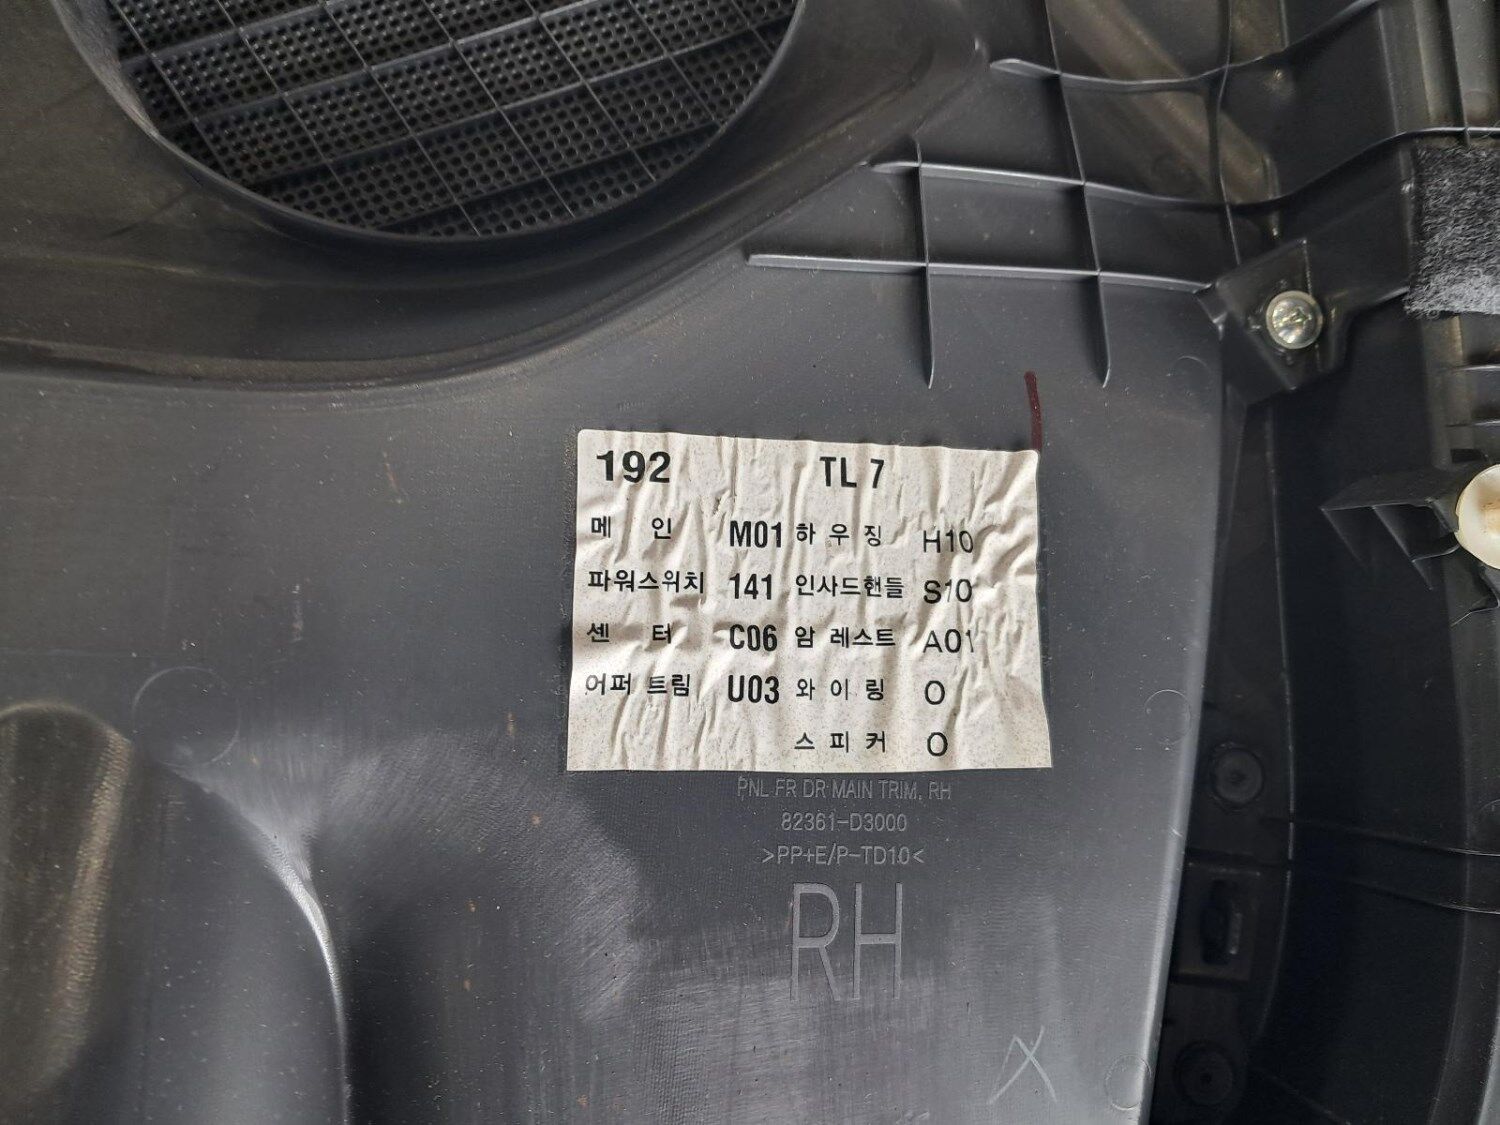 192 TL 7
메 인 M01 하 우 징 H10
파워스위치 141 인사드핸들 S10
센 터 C06 암 레스트 A01
어퍼 트림 U03 와 이 링 O
스 피 커 O
PNL FR DR MAIN TRIM, RH
82361-D3000
>PP+E/P-TD10<
RH
X